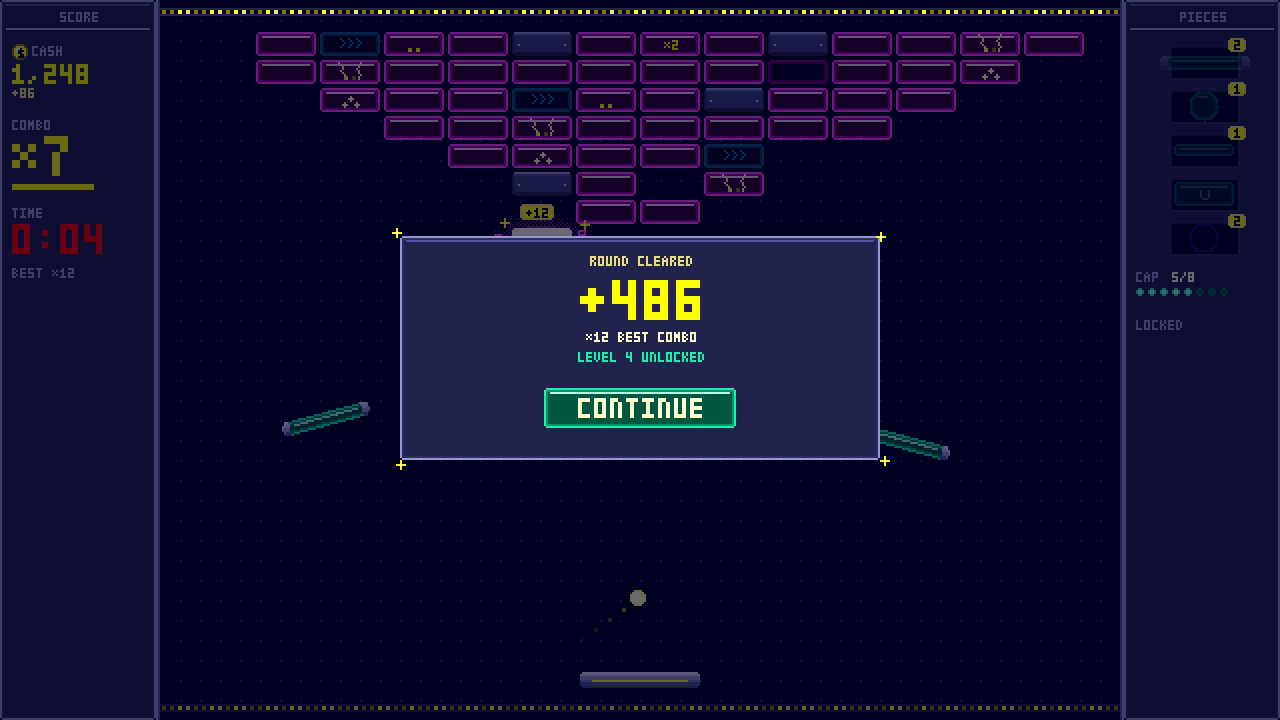 SCORE
CASH
1,248
+86
COMBO
×7
TIME
0:04
BEST ×12
>>>
×2
>>>
>>>
+12
ROUND CLEARED
+486
×12 BEST COMBO
LEVEL 4 UNLOCKED
CONTINUE
PIECES
2
1
1
2
CAP 5/8
LOCKED